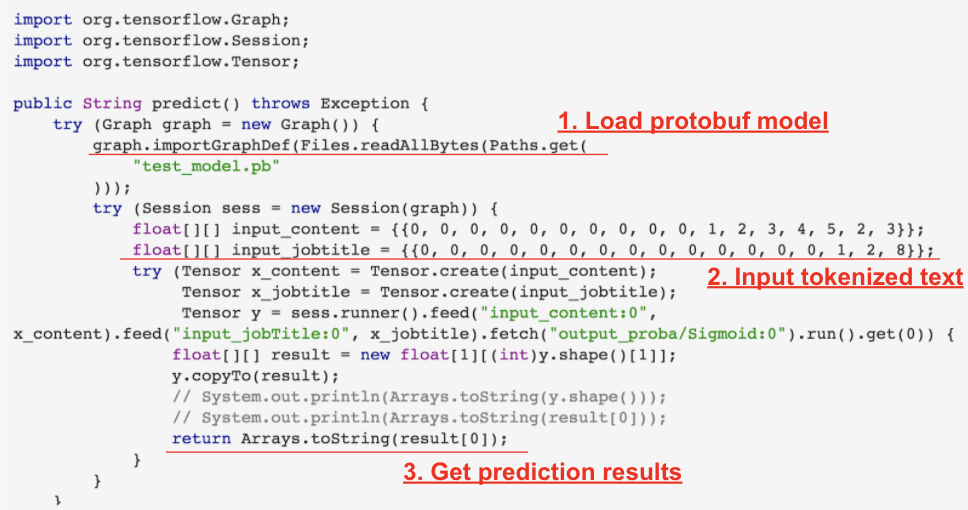 import org.tensorflow.Graph;
import org.tensorflow.Session;
import org.tensorflow.Tensor;
public String predict() throws Exception {
try (Graph graph = new Graph()) {
1. Load protobuf model
graph.importGraphDef(Files.readAllBytes(Paths.get(
"test_model.pb"
)));
try (Session sess = new Session(graph)) {
float[][] input_content = {{0, 0, 0, 0, 0, 0, 0, 0, 0, 0, 1, 2, 3, 4, 5, 2, 3}};
float[][] input_jobtitle = {{0, 0, 0, 0, 0, 0, 0, 0, 0, 0, 0, 0, 0, 0, 1, 2, 8}};
2. Input tokenized text
try (Tensor x_content = Tensor.create(input_content);
Tensor x_jobtitle = Tensor.create(input_jobtitle);
Tensor y = sess.runner().feed("input_content:0",
x_content).feed("input_jobTitle:0", x_jobtitle).fetch("output_proba/Sigmoid:0").run().get(0)) {
float[][] result = new float[1][(int)y.shape()[1]];
y.copyTo(result);
// System.out.println(Arrays.toString(y.shape()));
// System.out.println(Arrays.toString(result[0]));
return Arrays.toString(result[0]);
3. Get prediction results
}
}
}